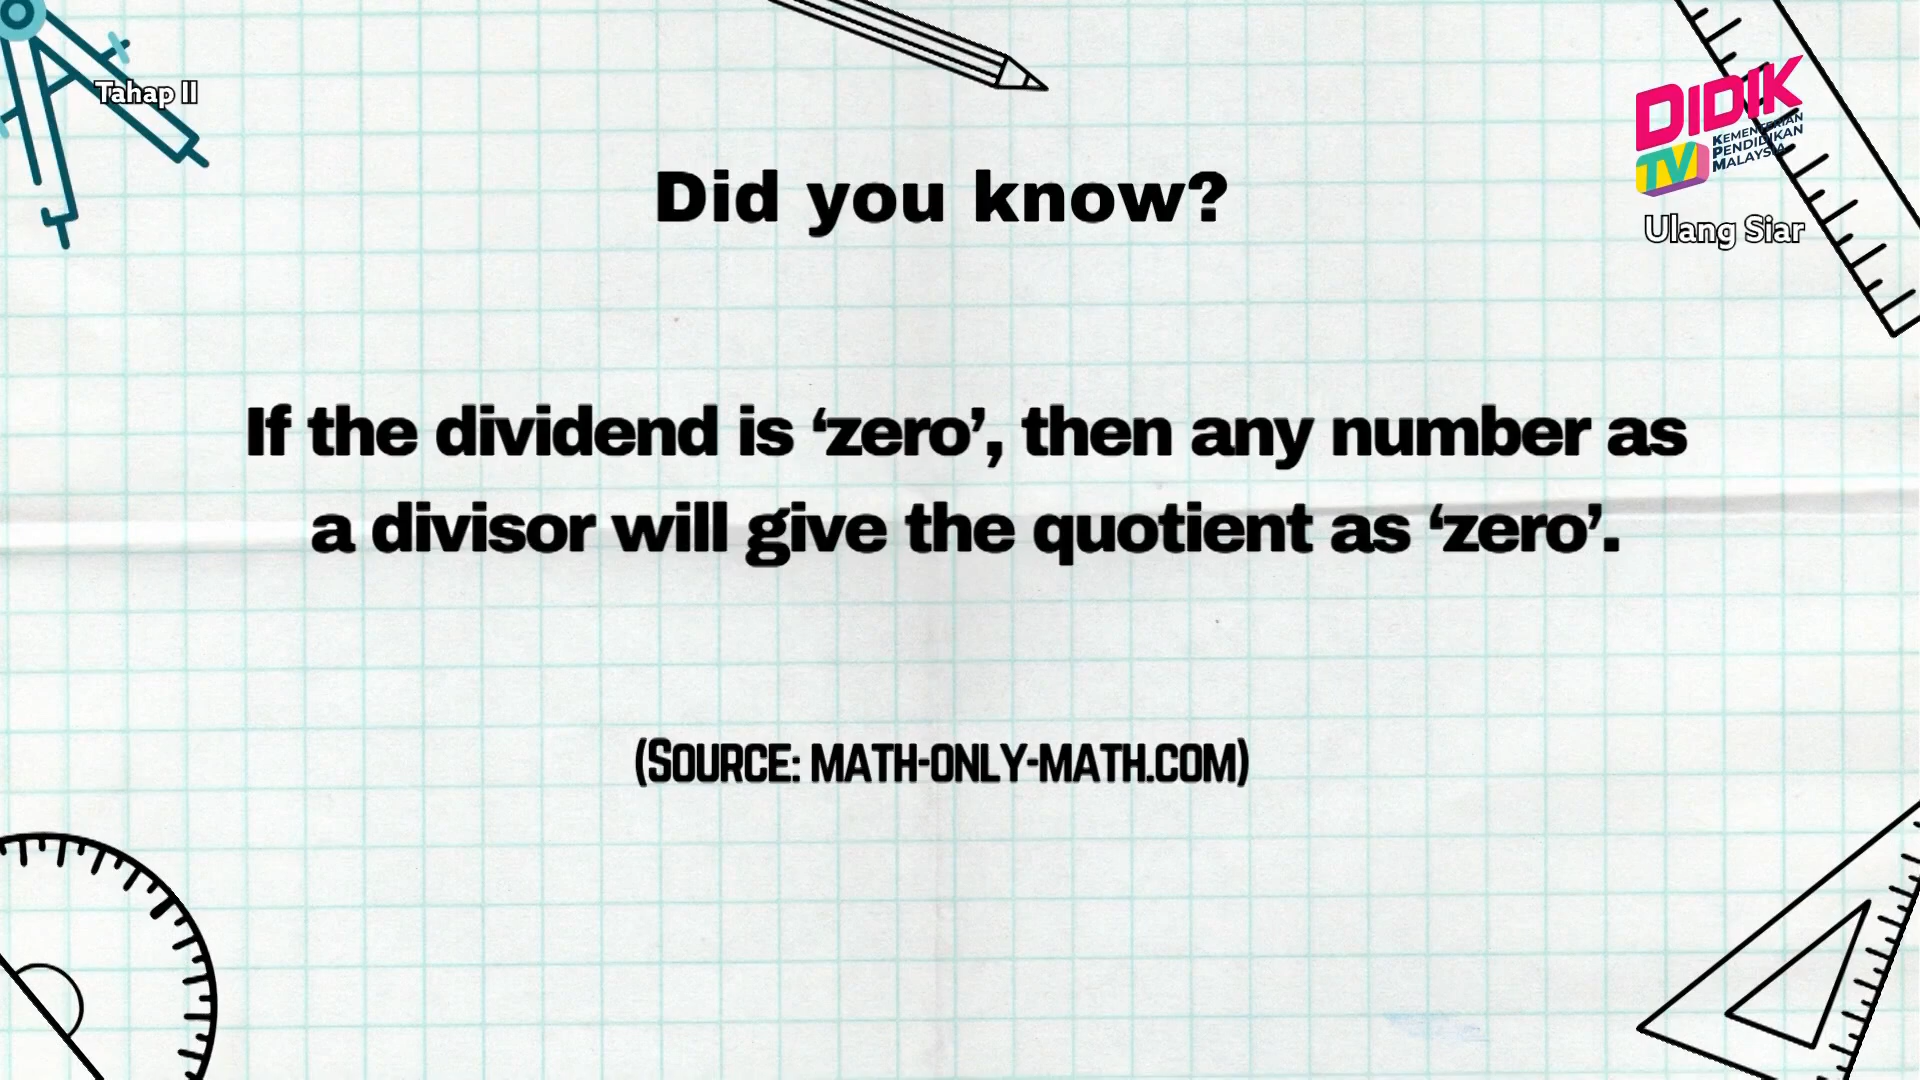 Tahap II
DIDIK
TV
KEMENTERIAN
PENDIDIKAN
MALAYSIA
Ulang Siar
Did you know?
If the dividend is ‘zero’, then any number as
a divisor will give the quotient as ‘zero’.
(SOURCE: MATH-ONLY-MATH.COM)